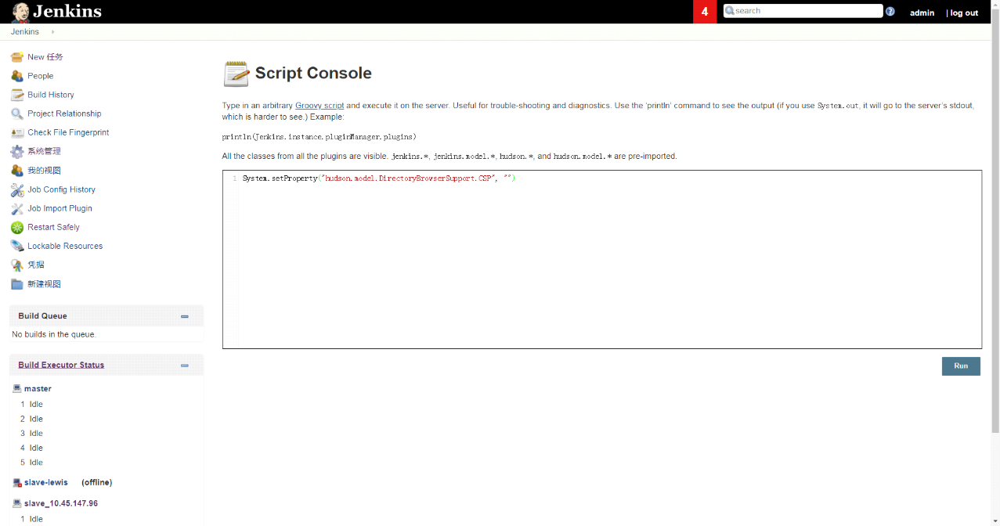 Jenkins
4
search
admin
| log out
Jenkins
New 任务
People
Build History
Project Relationship
Check File Fingerprint
系统管理
我的视图
Job Config History
Job Import Plugin
Restart Safely
Lockable Resources
凭据
新建视图
Build Queue
No builds in the queue.
Build Executor Status
master
1 Idle
2 Idle
3 Idle
4 Idle
5 Idle
slave-lewis (offline)
slave_10.45.147.96
1 Idle
Script Console
Type in an arbitrary Groovy script and execute it on the server. Useful for trouble-shooting and diagnostics. Use the 'println' command to see the output (if you use System.out, it will go to the server's stdout,
which is harder to see.) Example:
println(Jenkins.instance.pluginManager.plugins)
All the classes from all the plugins are visible. jenkins.*, jenkins.model.*, hudson.*, and hudson.model.* are pre-imported.
1 System.setProperty("hudson.model.DirectoryBrowserSupport.CSP", "")
Run